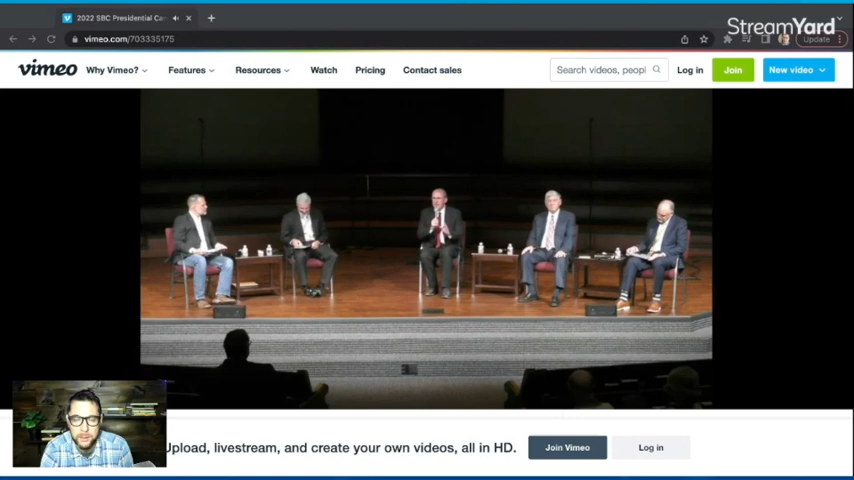 2022 SBC Presidential Can
StreamYard
vimeo.com/703335175
Update
vimeo
Why Vimeo?
Features
Resources
Watch
Pricing
Contact sales
Search videos, peopl
Log in
Join
New video
Upload, livestream, and create your own videos, all in HD.
Join Vimeo
Log in